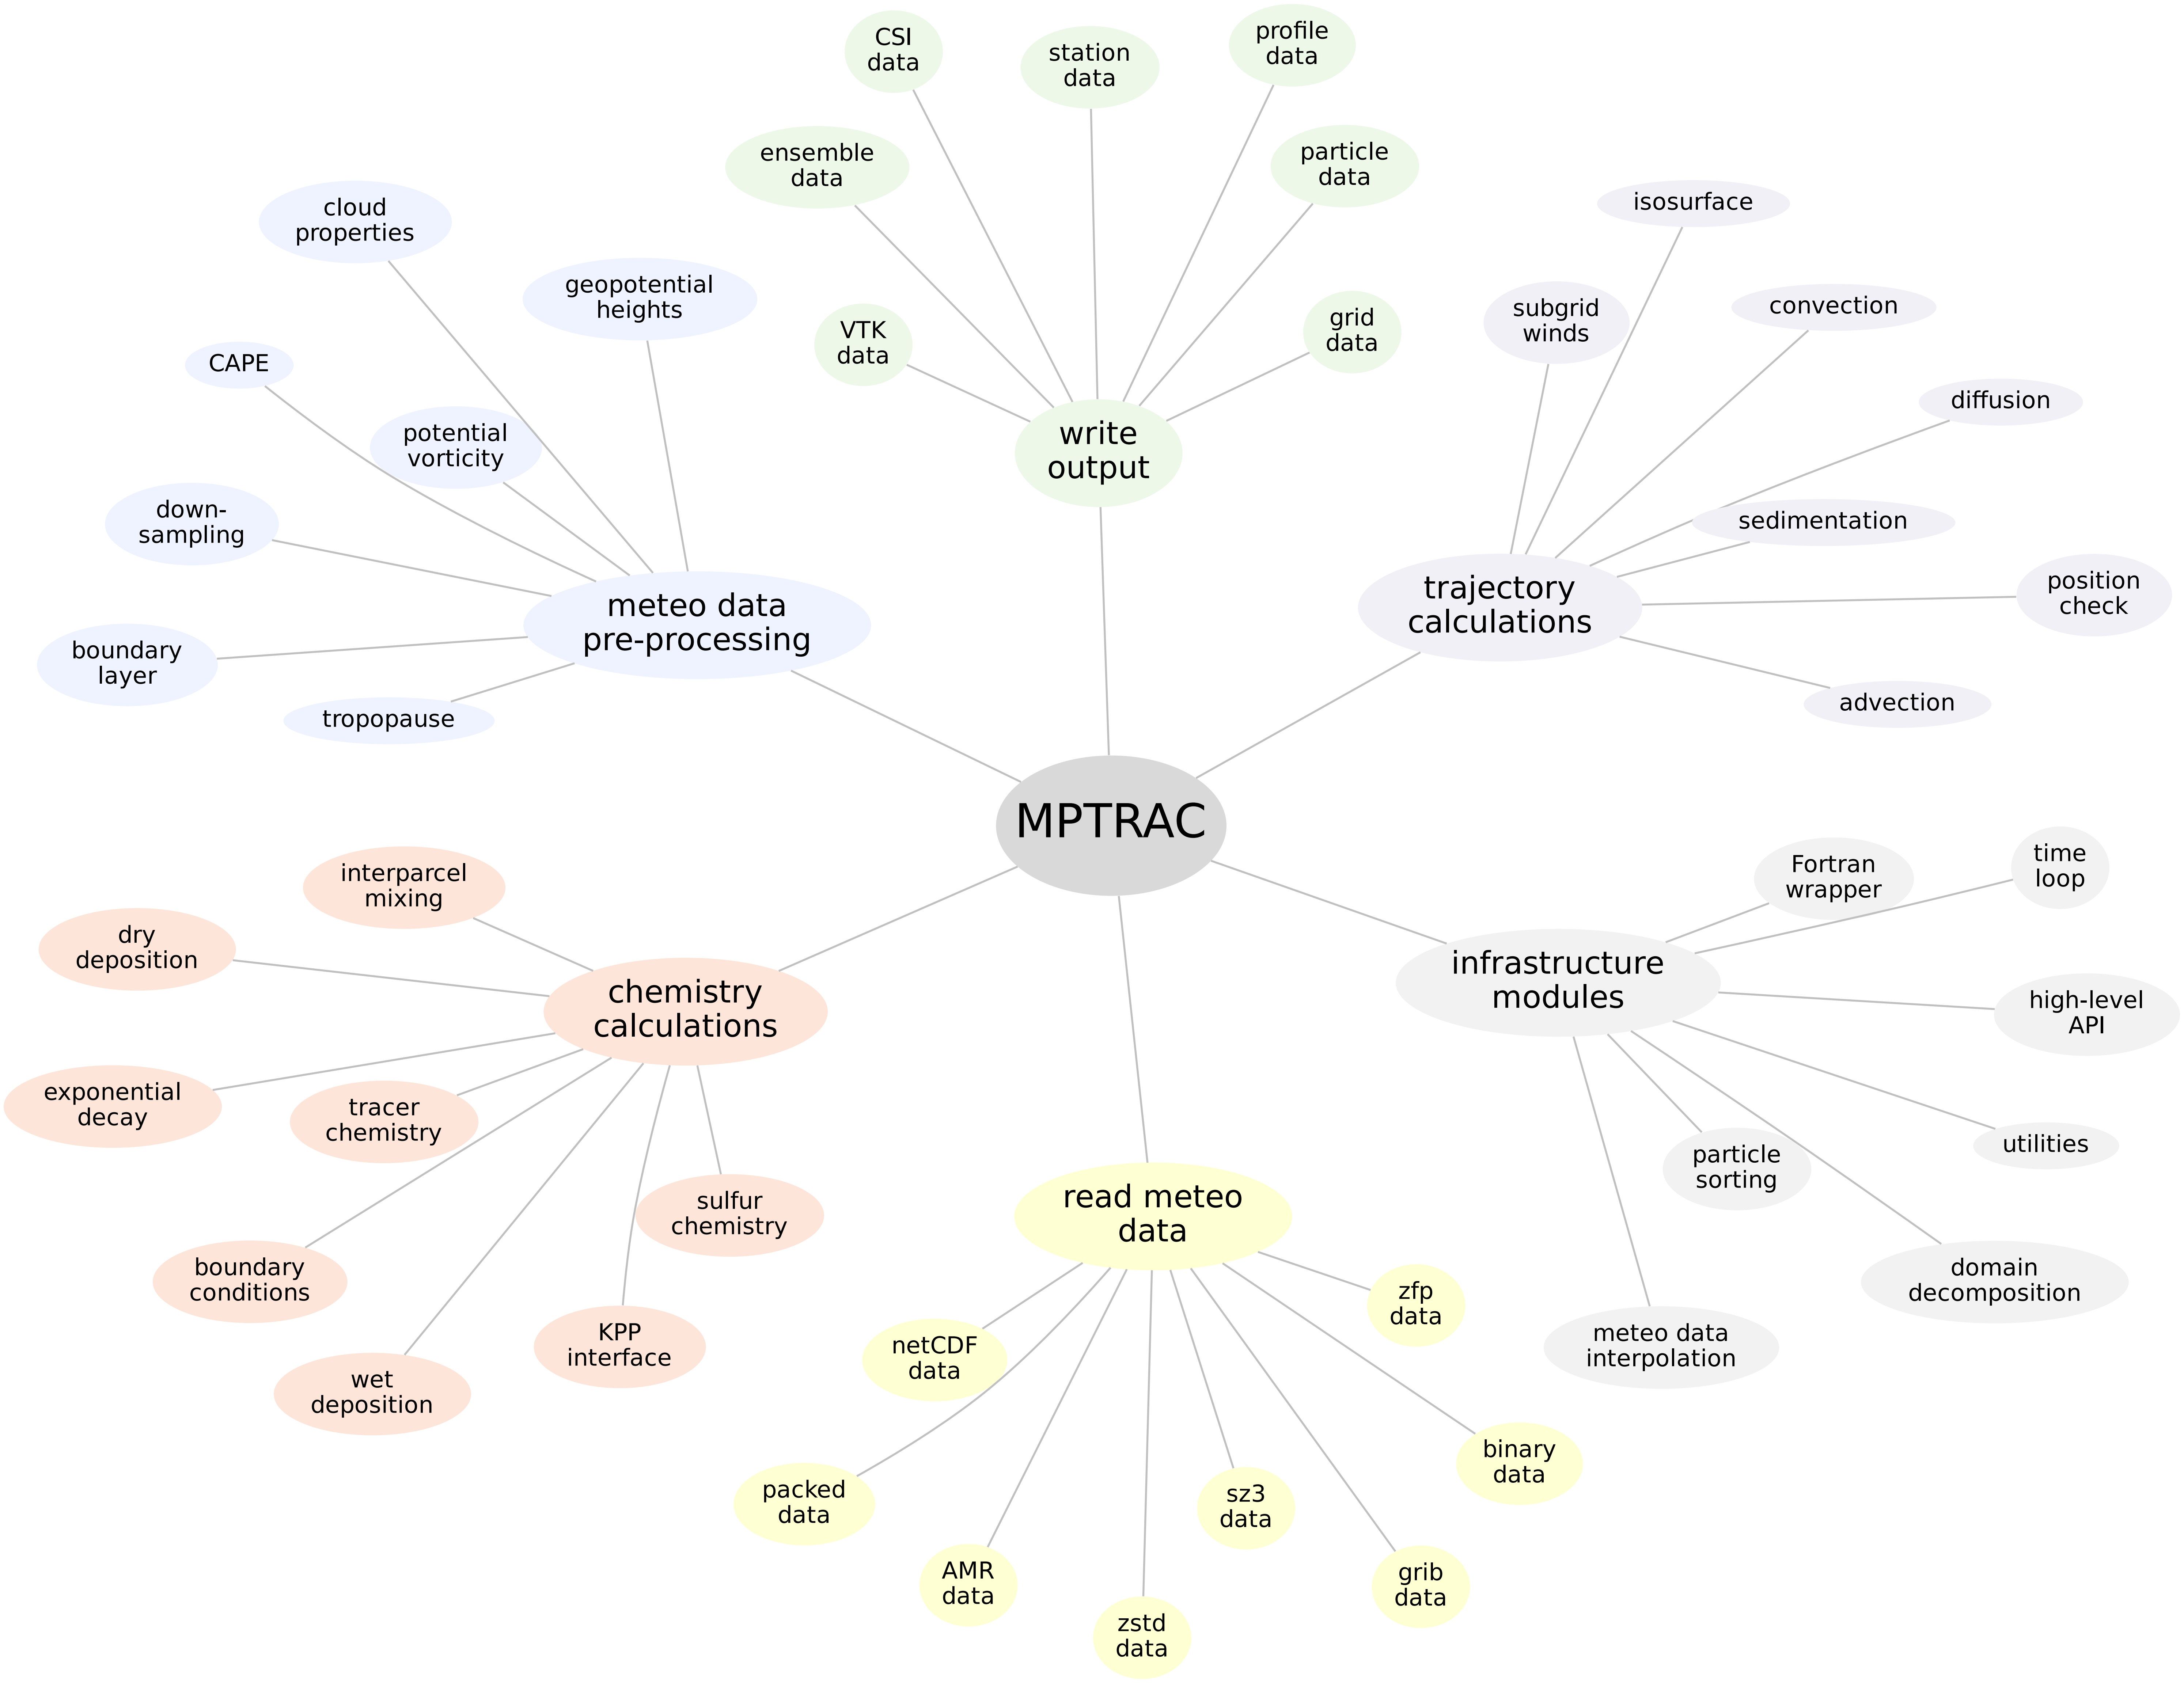 CSI
data
station
data
profile
data
ensemble
data
particle
data
VTK
data
grid
data
write
output
cloud
properties
geopotential
heights
CAPE
potential
vorticity
down-
sampling
boundary
layer
tropopause
meteo data
pre-processing
isosurface
subgrid
winds
convection
diffusion
sedimentation
position
check
advection
trajectory
calculations
MPTRAC
interparcel
mixing
dry
deposition
chemistry
calculations
exponential
decay
tracer
chemistry
sulfur
chemistry
boundary
conditions
KPP
interface
wet
deposition
Fortran
wrapper
time
loop
infrastructure
modules
high-level
API
utilities
particle
sorting
domain
decomposition
meteo data
interpolation
read meteo
data
zfp
data
netCDF
data
binary
data
packed
data
sz3
data
AMR
data
grib
data
zstd
data